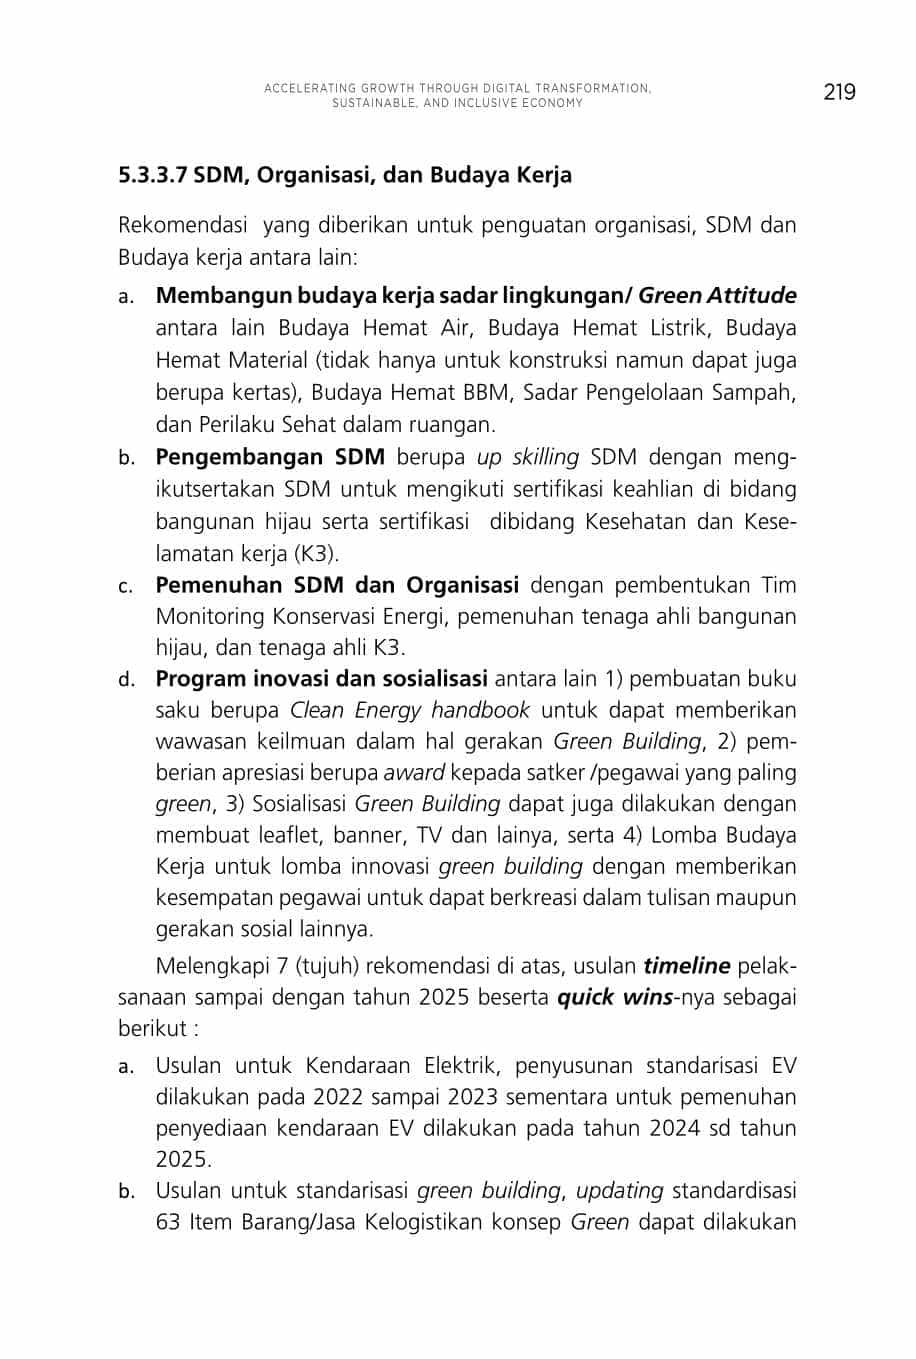 ACCELERATING GROWTH THROUGH DIGITAL TRANSFORMATION,
SUSTAINABLE, AND INCLUSIVE ECONOMY
219
5.3.3.7 SDM, Organisasi, dan Budaya Kerja
Rekomendasi yang diberikan untuk penguatan organisasi, SDM dan
Budaya kerja antara lain:
a. Membangun budaya kerja sadar lingkungan/ Green Attitude
antara lain Budaya Hemat Air, Budaya Hemat Listrik, Budaya
Hemat Material (tidak hanya untuk konstruksi namun dapat juga
berupa kertas), Budaya Hemat BBM, Sadar Pengelolaan Sampah,
dan Perilaku Sehat dalam ruangan.
b. Pengembangan SDM berupa up skilling SDM dengan meng-
ikutsertakan SDM untuk mengikuti sertifikasi keahlian di bidang
bangunan hijau serta sertifikasi dibidang Kesehatan dan Kese-
lamatan kerja (K3).
c. Pemenuhan SDM dan Organisasi dengan pembentukan Tim
Monitoring Konservasi Energi, pemenuhan tenaga ahli bangunan
hijau, dan tenaga ahli K3.
d. Program inovasi dan sosialisasi antara lain 1) pembuatan buku
saku berupa Clean Energy handbook untuk dapat memberikan
wawasan keilmuan dalam hal gerakan Green Building, 2) pem-
berian apresiasi berupa award kepada satker /pegawai yang paling
green, 3) Sosialisasi Green Building dapat juga dilakukan dengan
membuat leaflet, banner, TV dan lainya, serta 4) Lomba Budaya
Kerja untuk lomba innovasi green building dengan memberikan
kesempatan pegawai untuk dapat berkreasi dalam tulisan maupun
gerakan sosial lainnya.
Melengkapi 7 (tujuh) rekomendasi di atas, usulan timeline pelak-
sanaan sampai dengan tahun 2025 beserta quick wins-nya sebagai
berikut :
a. Usulan untuk Kendaraan Elektrik, penyusunan standarisasi EV
dilakukan pada 2022 sampai 2023 sementara untuk pemenuhan
penyediaan kendaraan EV dilakukan pada tahun 2024 sd tahun
2025.
b. Usulan untuk standarisasi green building, updating standardisasi
63 Item Barang/Jasa Kelogistikan konsep Green dapat dilakukan